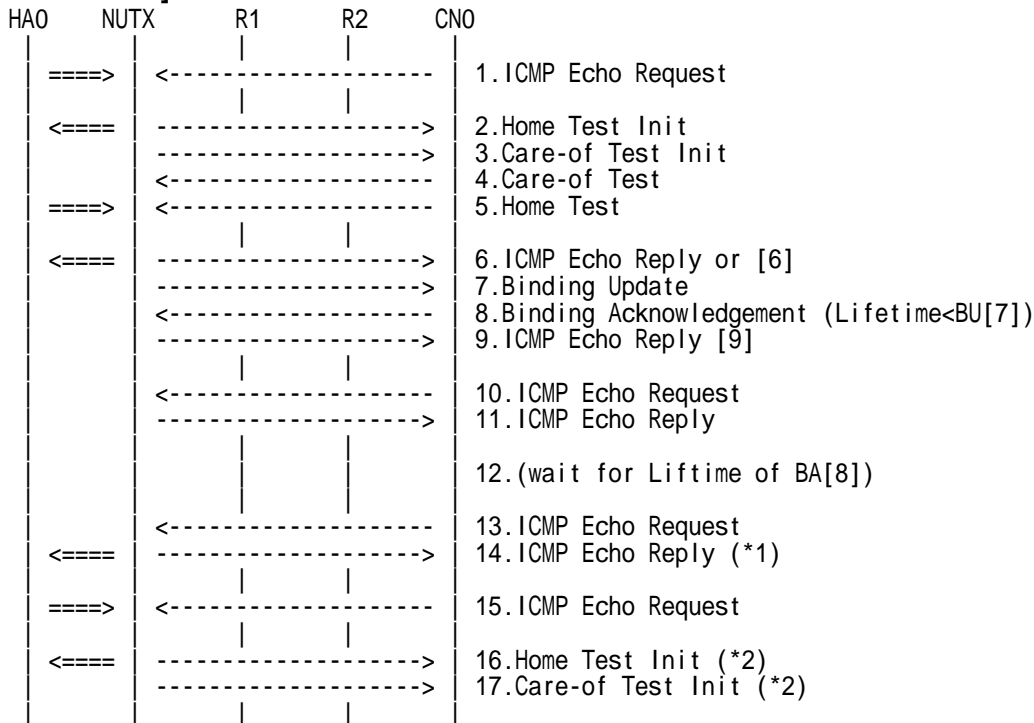 HA0 NUTX R1 R2 CN0
====> <--------------------- 1.ICMP Echo Request
<==== ---------------------> 2.Home Test Init
---------------------> 3.Care-of Test Init
<--------------------- 4.Care-of Test
====> <--------------------- 5.Home Test
<==== ---------------------> 6.ICMP Echo Reply or [6]
---------------------> 7.Binding Update
<--------------------- 8.Binding Acknowledgement (Lifetime<BU[7])
---------------------> 9.ICMP Echo Reply [9]
<--------------------- 10.ICMP Echo Request
---------------------> 11.ICMP Echo Reply
12.(wait for Liftime of BA[8])
<--------------------- 13.ICMP Echo Request
<==== ---------------------> 14.ICMP Echo Reply (*1)
====> <--------------------- 15.ICMP Echo Request
<==== ---------------------> 16.Home Test Init (*2)
---------------------> 17.Care-of Test Init (*2)